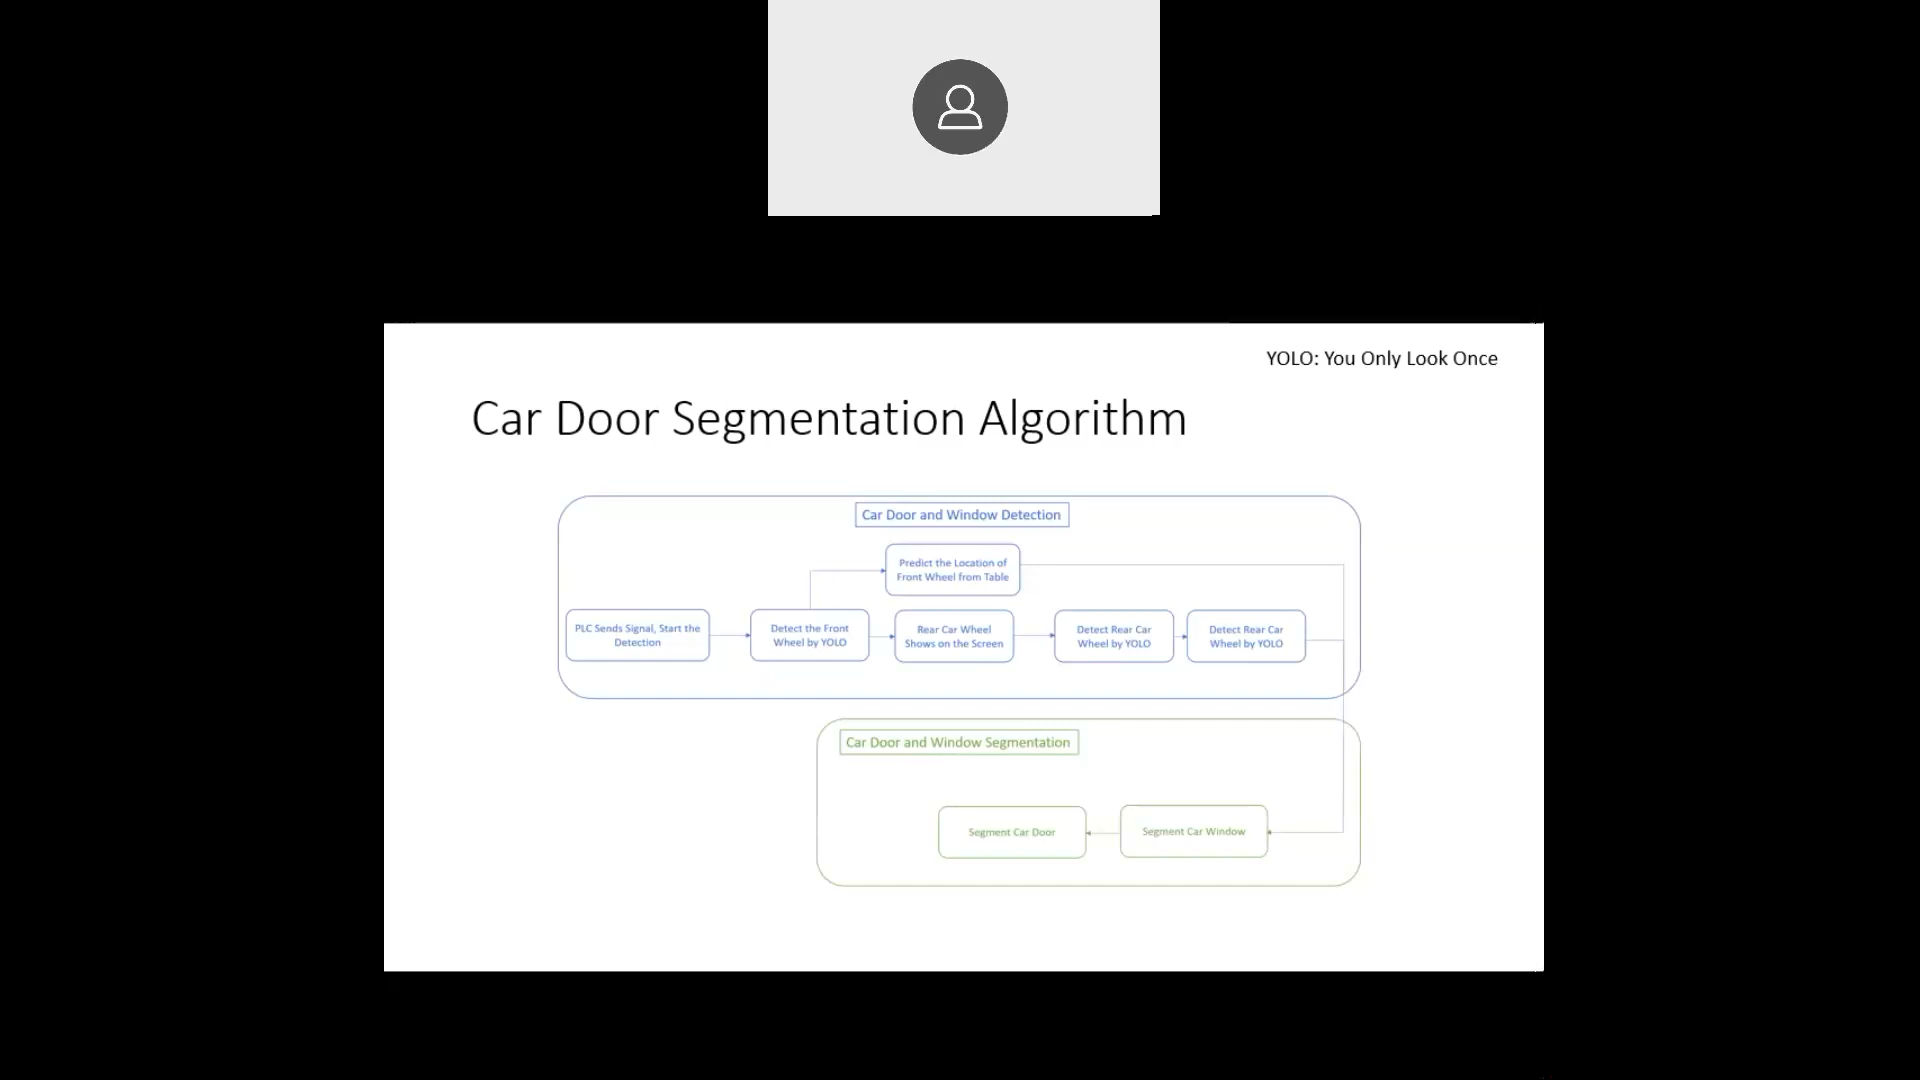 YOLO: You Only Look Once
Car Door Segmentation Algorithm
Car Door and Window Detection
Predict the Location of
Front Wheel from Table
PLC Sends Signal, Start the
Detection
Detect the Front
Wheel by YOLO
Rear Car Wheel
Shows on the Screen
Detect Rear Car
Wheel by YOLO
Detect Rear Car
Wheel by YOLO
Car Door and Window Segmentation
Segment Car Door
Segment Car Window